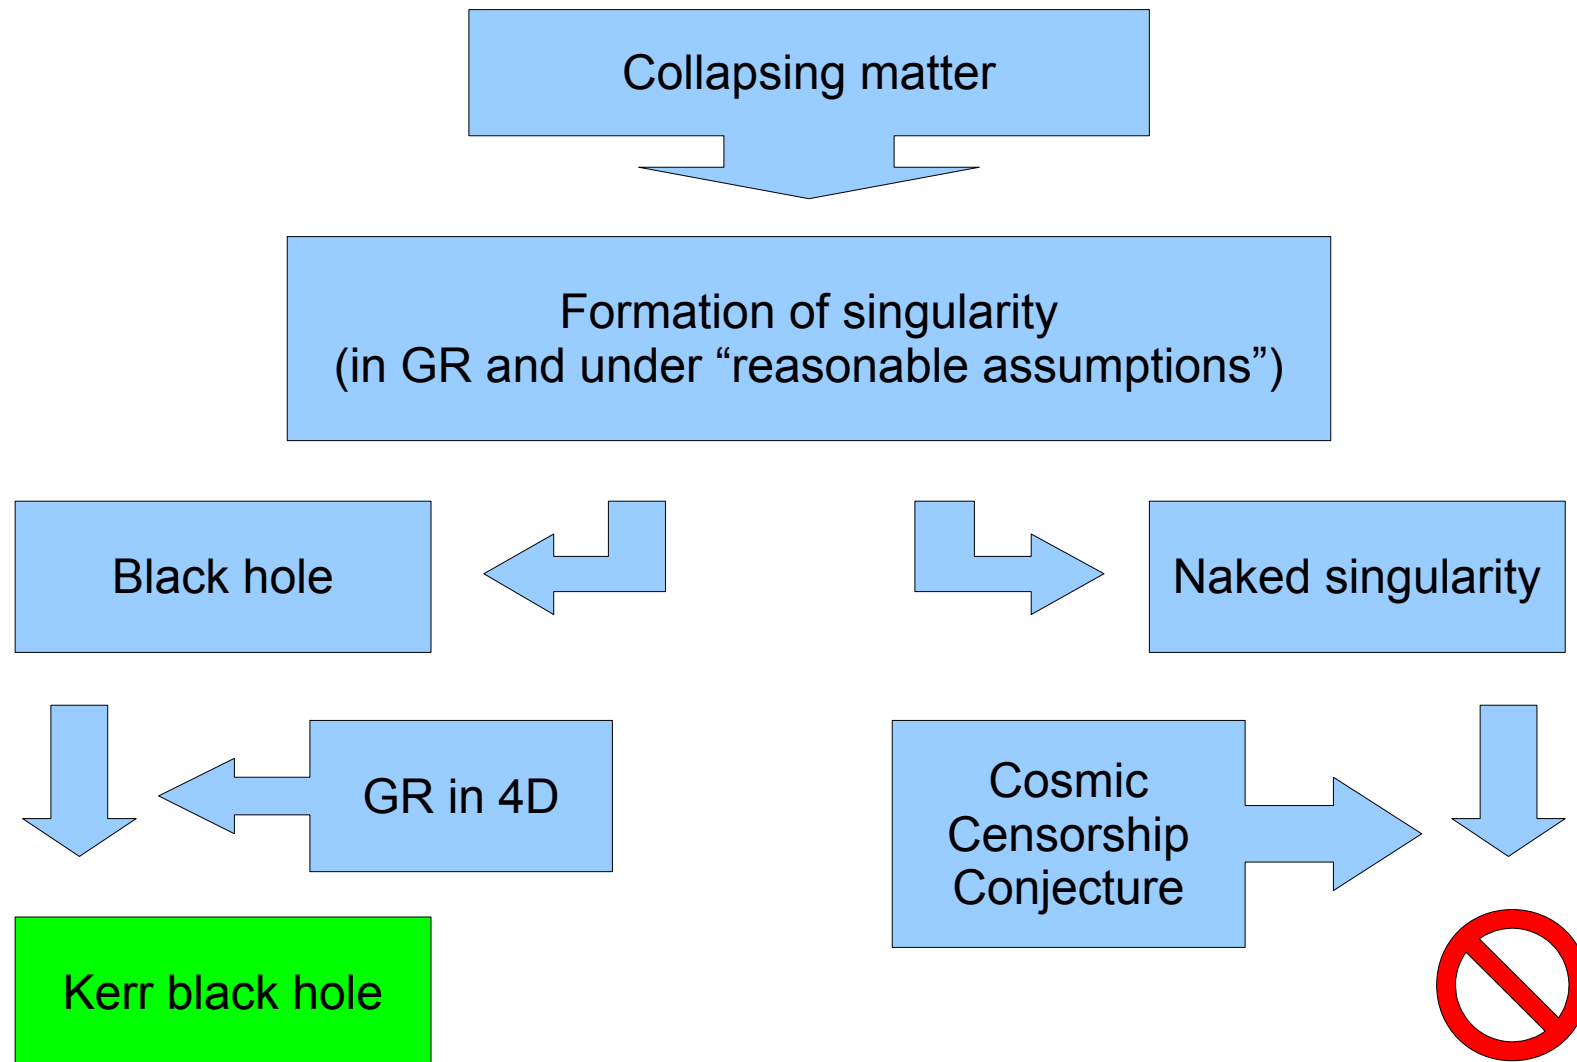 Collapsing matter
Formation of singularity
(in GR and under “reasonable assumptions”)
Black hole
Naked singularity
GR in 4D
Cosmic
Censorship
Conjecture
Kerr black hole